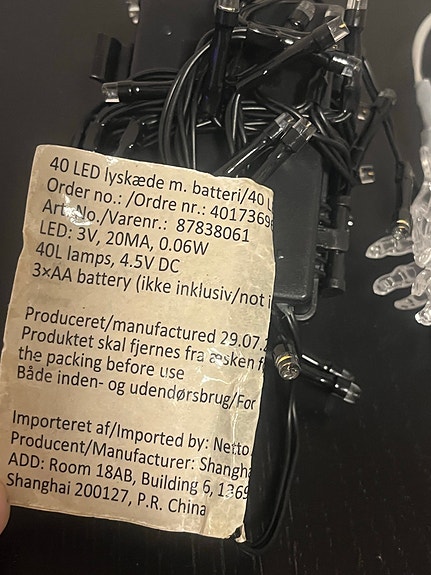 40 LED lyskæde m. batteri/40
Order no.: /Ordre nr.: 4017369
Art No./Varenr.: 87838061
LED: 3V, 20MA, 0.06W
40L lamps, 4.5V DC
3×AA battery (ikke inklusiv/not
Produceret/manufactured 29.07.
Produktet skal fjernes fra æsken
the packing before use
Både inden- og udendørsbrug/For
Importeret af/Imported by: Netto
Producent/Manufacturer: Shangha
ADD: Room 18AB, Building 6, 1369
Shanghai 200127, P.R. China